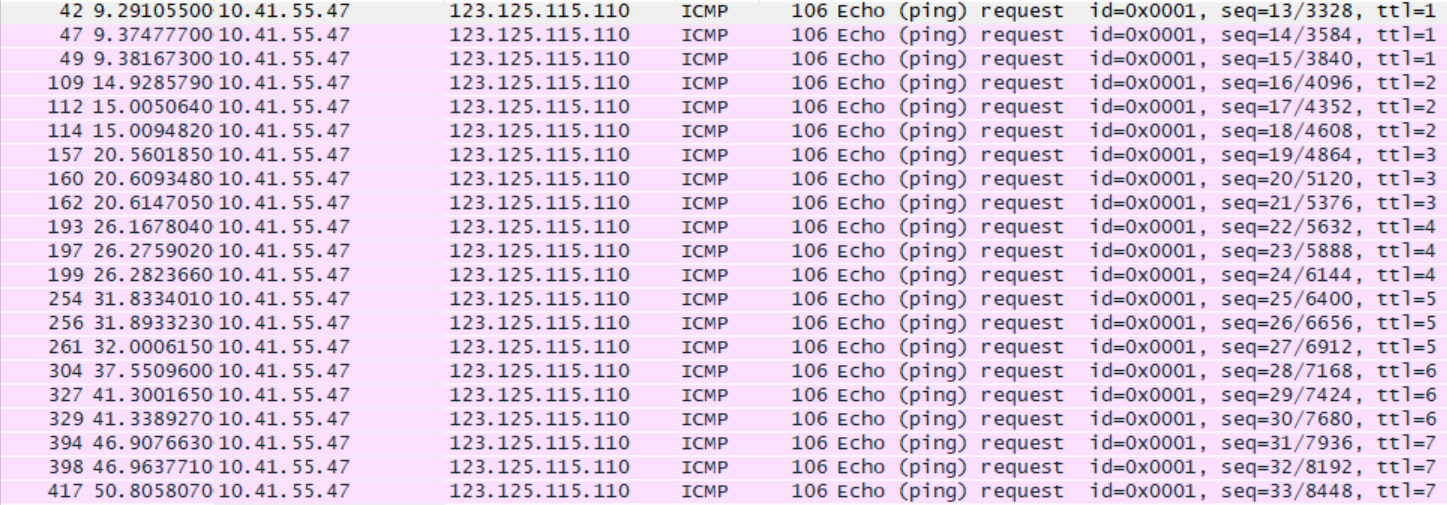 42 9.29105500 10.41.55.47 123.125.115.110 ICMP 106 Echo (ping) request id=0x0001, seq=13/3328, ttl=1
47 9.37477700 10.41.55.47 123.125.115.110 ICMP 106 Echo (ping) request id=0x0001, seq=14/3584, ttl=1
49 9.38167300 10.41.55.47 123.125.115.110 ICMP 106 Echo (ping) request id=0x0001, seq=15/3840, ttl=1
109 14.9285790 10.41.55.47 123.125.115.110 ICMP 106 Echo (ping) request id=0x0001, seq=16/4096, ttl=2
112 15.0050640 10.41.55.47 123.125.115.110 ICMP 106 Echo (ping) request id=0x0001, seq=17/4352, ttl=2
114 15.0094820 10.41.55.47 123.125.115.110 ICMP 106 Echo (ping) request id=0x0001, seq=18/4608, ttl=2
157 20.5601850 10.41.55.47 123.125.115.110 ICMP 106 Echo (ping) request id=0x0001, seq=19/4864, ttl=3
160 20.6093480 10.41.55.47 123.125.115.110 ICMP 106 Echo (ping) request id=0x0001, seq=20/5120, ttl=3
162 20.6147050 10.41.55.47 123.125.115.110 ICMP 106 Echo (ping) request id=0x0001, seq=21/5376, ttl=3
193 26.1678040 10.41.55.47 123.125.115.110 ICMP 106 Echo (ping) request id=0x0001, seq=22/5632, ttl=4
197 26.2759020 10.41.55.47 123.125.115.110 ICMP 106 Echo (ping) request id=0x0001, seq=23/5888, ttl=4
199 26.2823660 10.41.55.47 123.125.115.110 ICMP 106 Echo (ping) request id=0x0001, seq=24/6144, ttl=4
254 31.8334010 10.41.55.47 123.125.115.110 ICMP 106 Echo (ping) request id=0x0001, seq=25/6400, ttl=5
256 31.8933230 10.41.55.47 123.125.115.110 ICMP 106 Echo (ping) request id=0x0001, seq=26/6656, ttl=5
261 32.0006150 10.41.55.47 123.125.115.110 ICMP 106 Echo (ping) request id=0x0001, seq=27/6912, ttl=5
304 37.5509600 10.41.55.47 123.125.115.110 ICMP 106 Echo (ping) request id=0x0001, seq=28/7168, ttl=6
327 41.3001650 10.41.55.47 123.125.115.110 ICMP 106 Echo (ping) request id=0x0001, seq=29/7424, ttl=6
329 41.3389270 10.41.55.47 123.125.115.110 ICMP 106 Echo (ping) request id=0x0001, seq=30/7680, ttl=6
394 46.9076630 10.41.55.47 123.125.115.110 ICMP 106 Echo (ping) request id=0x0001, seq=31/7936, ttl=7
398 46.9637710 10.41.55.47 123.125.115.110 ICMP 106 Echo (ping) request id=0x0001, seq=32/8192, ttl=7
417 50.8058070 10.41.55.47 123.125.115.110 ICMP 106 Echo (ping) request id=0x0001, seq=33/8448, ttl=7